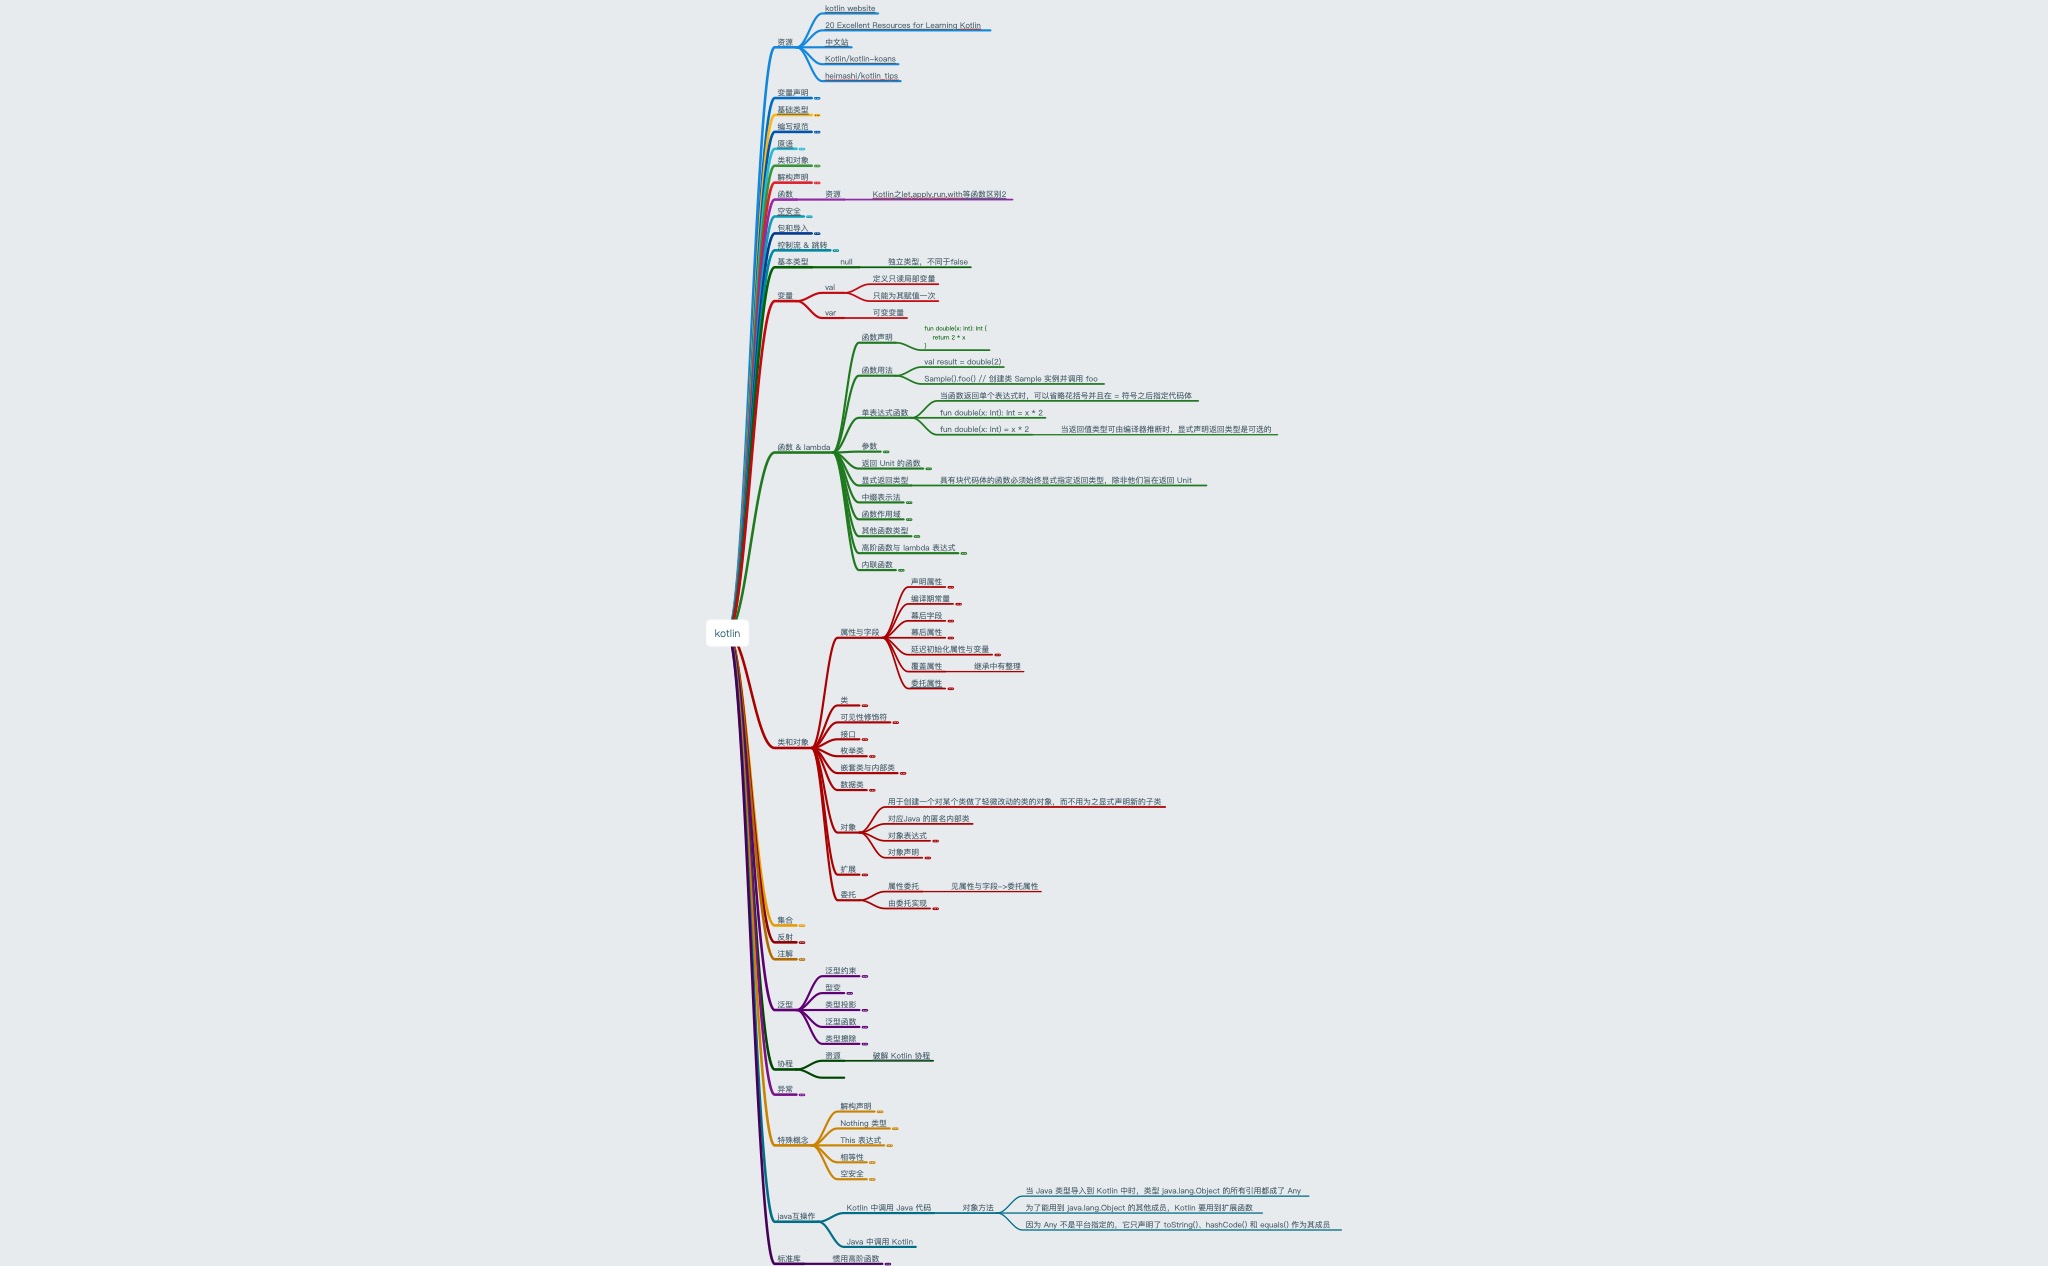 kotlin website
20 Excellent Resources for Learning Kotlin
资源
中文站
Kotlin/kotlin-koans
heimashi/kotlin_tips
变量声明
基础类型
编写规范
原语
类和对象
解构声明
函数 资源 Kotlin之let,apply,run,with等函数区别2
空安全
包和导入
控制流 & 跳转
基本类型 null 独立类型，不同于false
变量
val
定义只读局部变量
只能为其赋值一次
var 可变变量
函数 & lambda
函数声明
fun double(x: Int): Int {
return 2 * x
}
函数用法
val result = double(2)
Sample().foo() // 创建类 Sample 实例并调用 foo
单表达式函数
当函数返回单个表达式时，可以省略花括号并且在 = 符号之后指定代码体
fun double(x: Int): Int = x * 2
fun double(x: Int) = x * 2 当返回值类型可由编译器推断时，显式声明返回类型是可选的
参数
返回 Unit 的函数
显式返回类型 具有块代码体的函数必须始终显式指定返回类型，除非他们旨在返回 Unit
中缀表示法
函数作用域
其他函数类型
高阶函数与 lambda 表达式
内联函数
kotlin
类和对象
属性与字段
声明属性
编译期常量
幕后字段
幕后属性
延迟初始化属性与变量
覆盖属性 继承中有整理
委托属性
类
可见性修饰符
接口
枚举类
嵌套类与内部类
数据类
对象
用于创建一个对某个类做了轻微改动的类的对象，而不用为之显式声明新的子类
对应Java 的匿名内部类
对象表达式
对象声明
扩展
委托
属性委托 见属性与字段->委托属性
由委托实现
集合
反射
注解
泛型
泛型约束
型变
类型投影
泛型函数
类型擦除
协程
资源 破解 Kotlin 协程
异常
特殊概念
解构声明
Nothing 类型
This 表达式
相等性
空安全
java互操作
Kotlin 中调用 Java 代码 对象方法
当 Java 类型导入到 Kotlin 中时，类型 java.lang.Object 的所有引用都成了 Any
为了能用到 java.lang.Object 的其他成员，Kotlin 要用到扩展函数
因为 Any 不是平台指定的，它只声明了 toString()、hashCode() 和 equals() 作为其成员
Java 中调用 Kotlin
标准库 惯用高阶函数